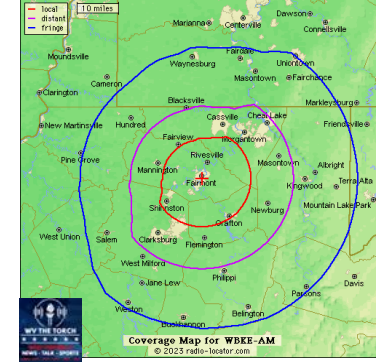 local
distant
fringe
10 miles
Dawson
Marianna
Centerville
Connellsville
Moundsville
Fairdale
Waynesburg
Uniontown
Cameron
Masontown
Fairchance
Clarington
Blacksville
Markleysburg
Hundred
Cassville
Cheat Lake
New Martinsville
Friendsville
Fairview
Morgantown
Pine Grove
Rivesville
Mannington
Masontown
Albright
Fairmont
Kingwood
Terra Alta
Shinnston
Newburg
Mountain Lake Park
Grafton
West Union
Salem
Clarksburg
Flemington
West Milford
Philippi
Jane Lew
Davis
Parsons
Weston
Belington
Buckhannon
WV THE TORCH
NEWS - TALK - SPORTS
Coverage Map for WBKE-AM
© 2023 radio-locator.com